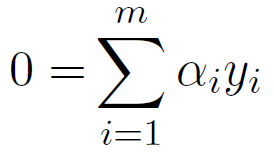 0 = \sum_{i=1}^{m} \alpha_i y_i